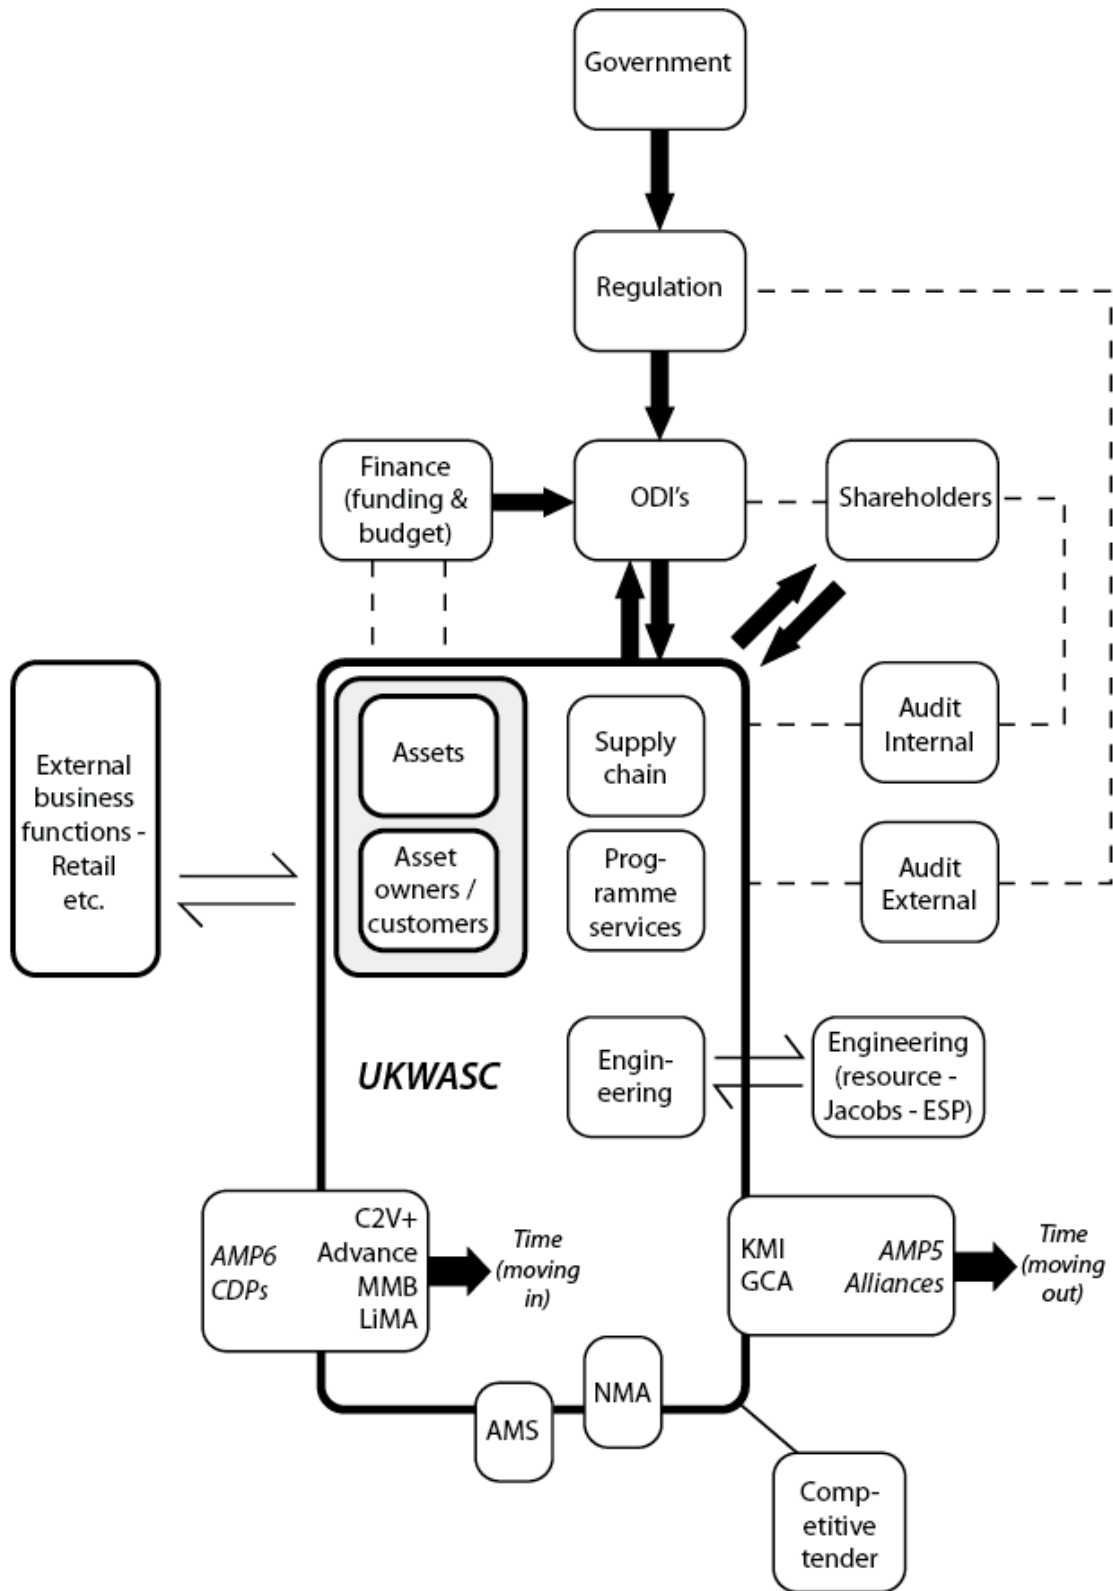 Government
Regulation
Finance
(funding &
budget)
ODI's
Shareholders
External
business
functions -
Retail
etc.
Assets
Asset
owners /
customers
Supply
chain
Prog-
ramme
services
Audit
Internal
Audit
External
UKWASC
Engin-
eering
Engineering
(resource -
Jacobs - ESP)
AMP6
CDPs
C2V+
Advance
MMB
LiMA
Time
(moving
in)
KMI
GCA
AMP5
Alliances
Time
(moving
out)
AMS
NMA
Comp-
etitive
tender